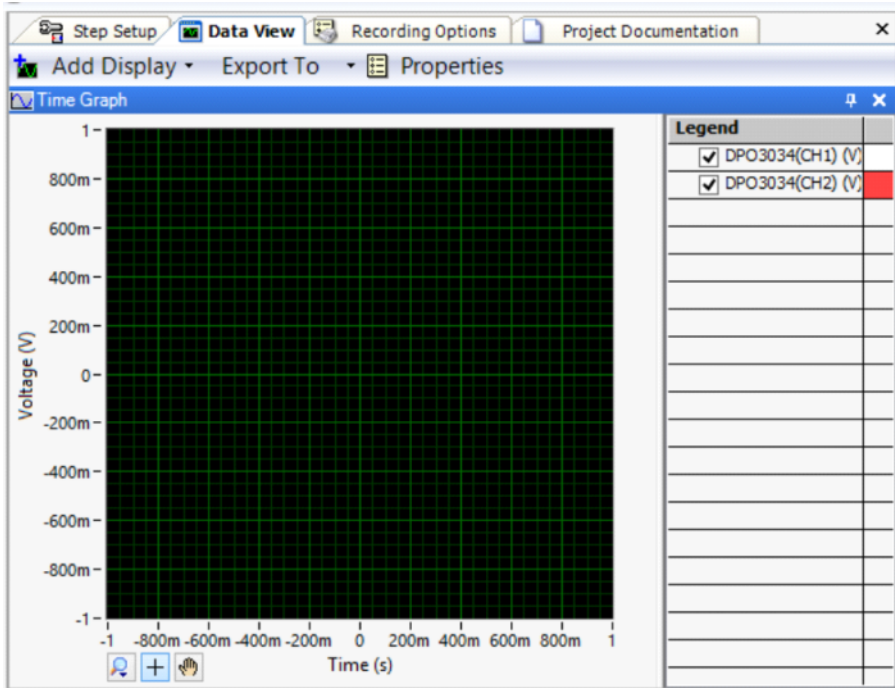 Step Setup Data View Recording Options Project Documentation
Add Display Export To Properties
Time Graph
Legend
DPO3034(CH1) (V)
DPO3034(CH2) (V)
1
800m
600m
400m
200m
0
-200m
-400m
-600m
-800m
-1
Voltage (V)
-1 -800m -600m -400m -200m 0 200m 400m 600m 800m 1
Time (s)